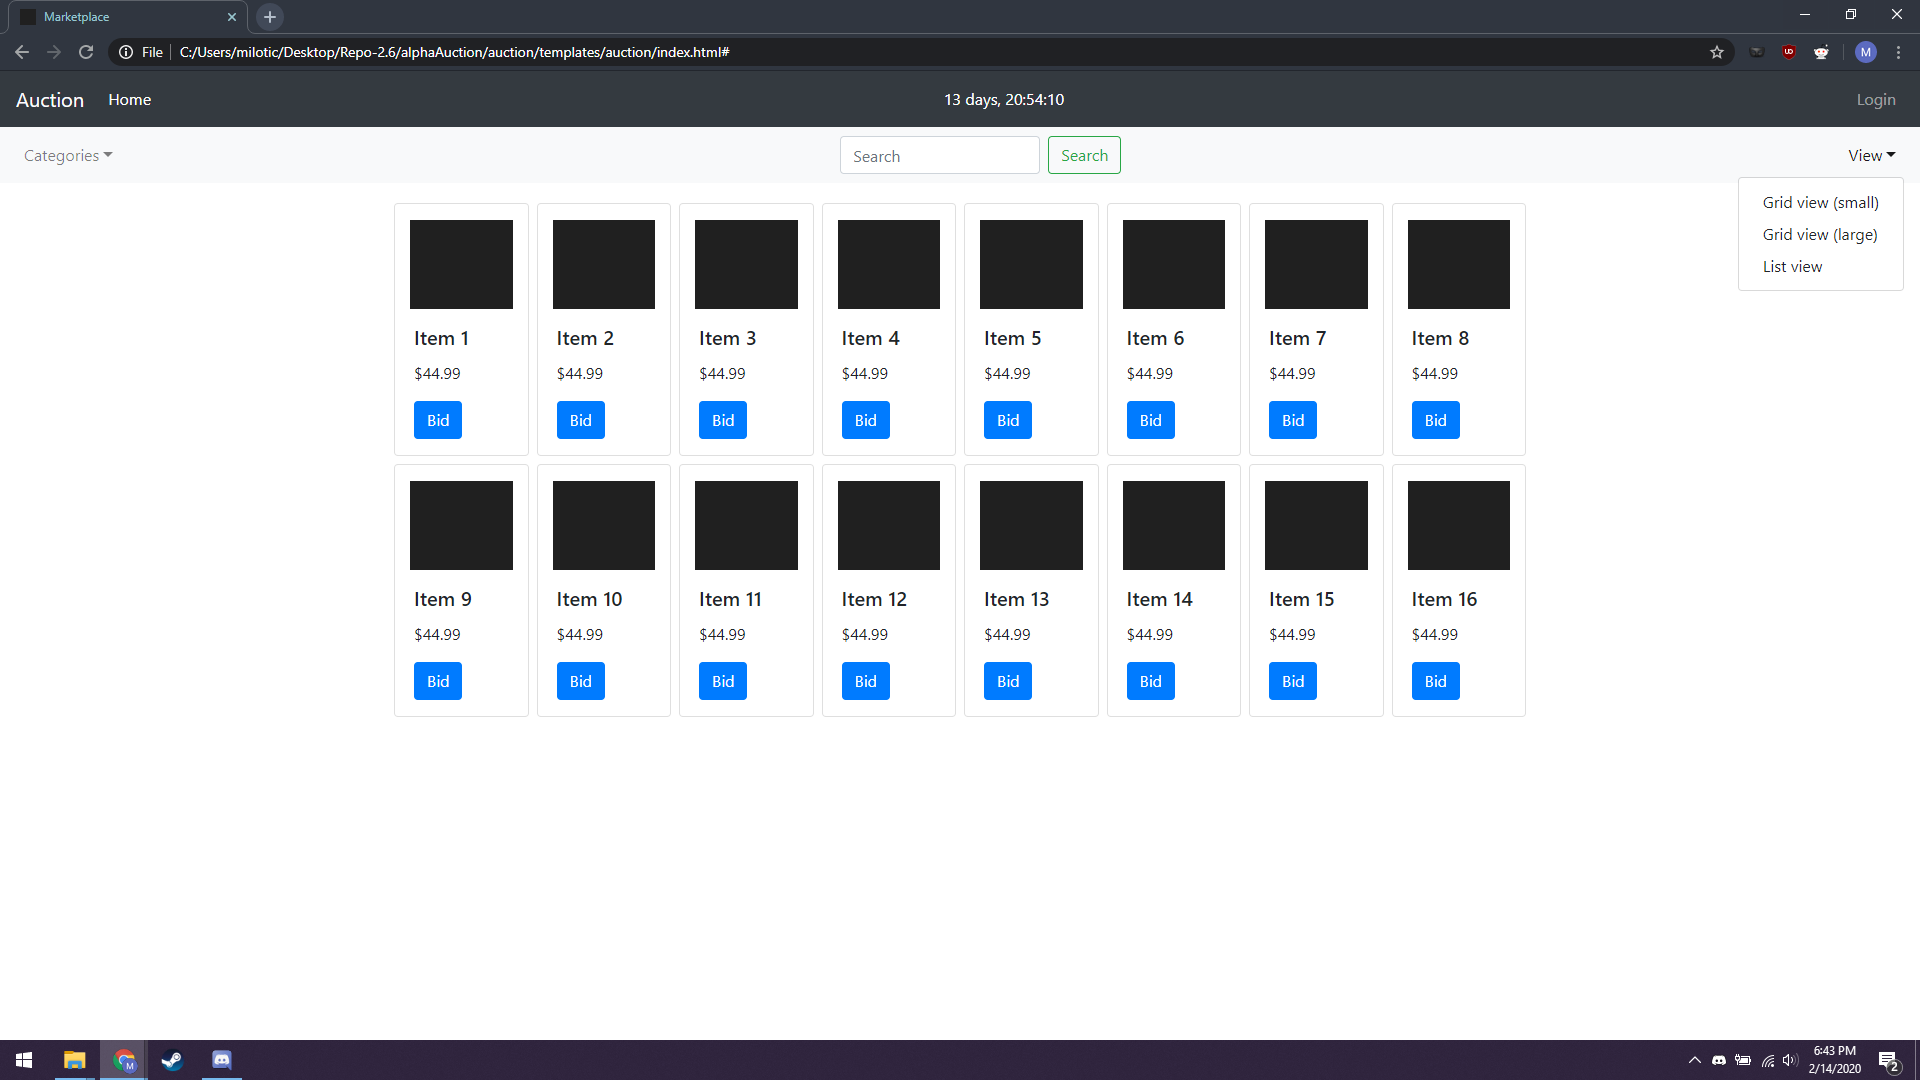 Marketplace
File C:/Users/milotic/Desktop/Repo-2.6/alphaAuction/auction/templates/auction/index.html#
UD
M
Auction Home 13 days, 20:54:10 Login
Categories Search Search View
Grid view (small)
Grid view (large)
List view
Item 1 Item 2 Item 3 Item 4 Item 5 Item 6 Item 7 Item 8
$44.99 $44.99 $44.99 $44.99 $44.99 $44.99 $44.99 $44.99
Bid Bid Bid Bid Bid Bid Bid Bid
Item 9 Item 10 Item 11 Item 12 Item 13 Item 14 Item 15 Item 16
$44.99 $44.99 $44.99 $44.99 $44.99 $44.99 $44.99 $44.99
Bid Bid Bid Bid Bid Bid Bid Bid
M
6:43 PM
2/14/2020
2